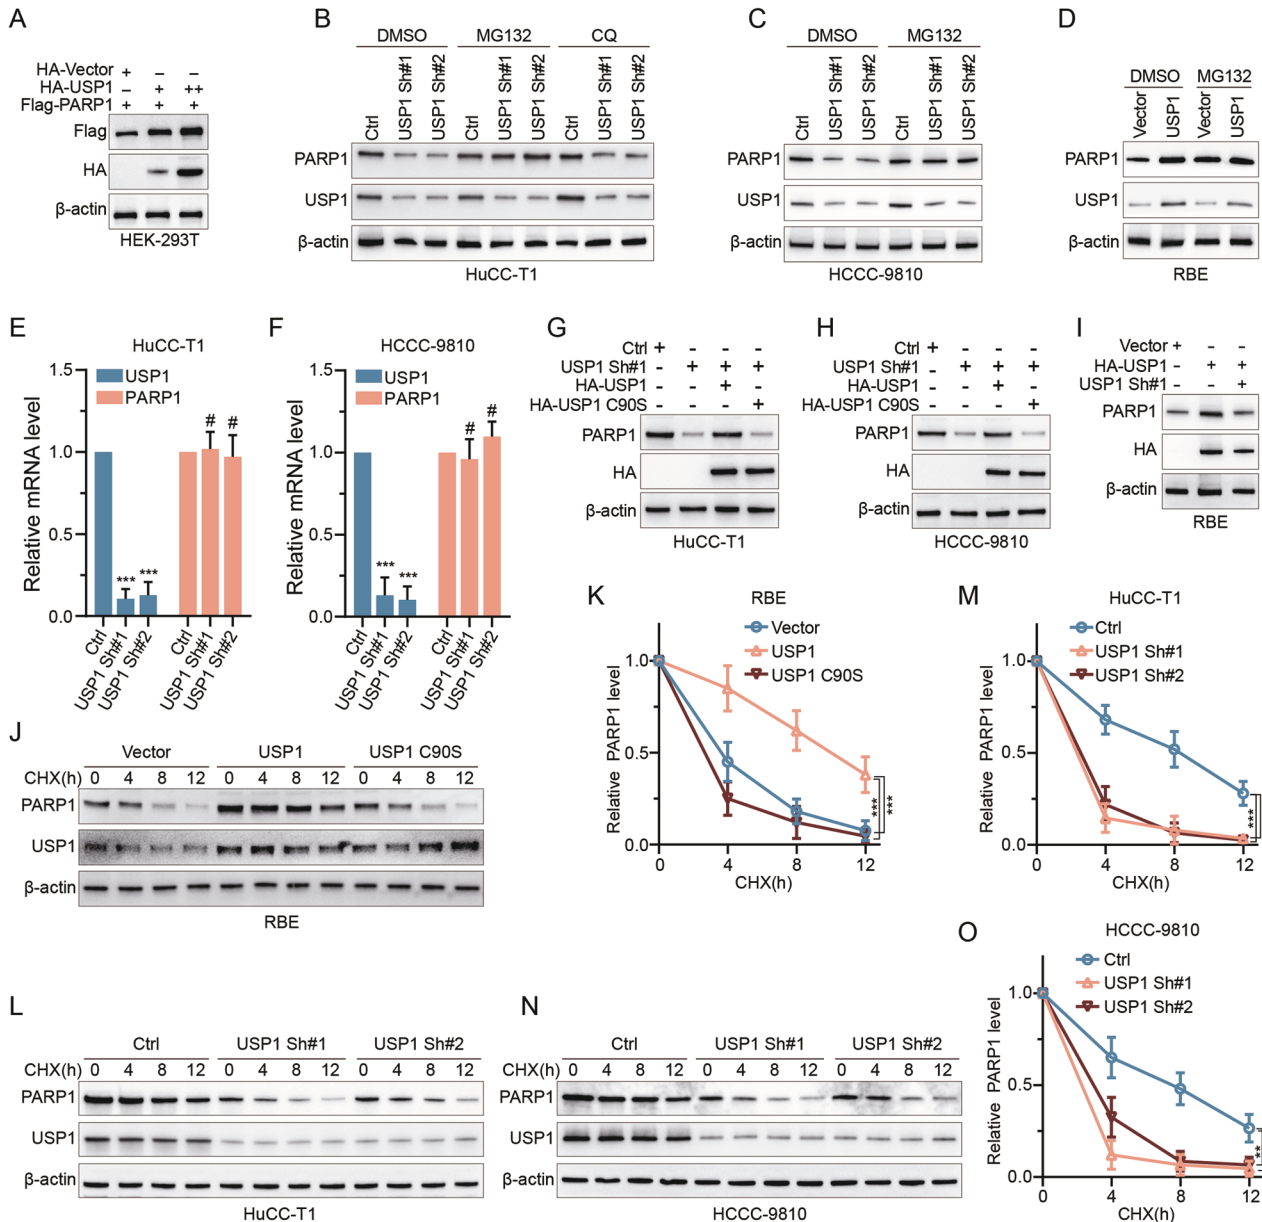 A
HA-Vector + − −
HA-USP1 − + ++
Flag-PARP1 + + +
Flag
HA
β-actin
HEK-293T
B
DMSO MG132 CQ
Ctrl USP1 Sh#1 USP1 Sh#2 Ctrl USP1 Sh#1 USP1 Sh#2 Ctrl USP1 Sh#1 USP1 Sh#2
PARP1
USP1
β-actin
HuCC-T1
C
DMSO MG132
Ctrl USP1 Sh#1 USP1 Sh#2 Ctrl USP1 Sh#1 USP1 Sh#2
PARP1
USP1
β-actin
HCCC-9810
D
DMSO MG132
Vector USP1 Vector USP1
PARP1
USP1
β-actin
RBE
E
HuCC-T1
Relative mRNA level
1.5
1.0
0.5
0.0
USP1
PARP1
*** *** # #
Ctrl USP1 Sh#1 USP1 Sh#2 Ctrl USP1 Sh#1 USP1 Sh#2
F
HCCC-9810
Relative mRNA level
1.5
1.0
0.5
0.0
USP1
PARP1
*** *** # #
Ctrl USP1 Sh#1 USP1 Sh#2 Ctrl USP1 Sh#1 USP1 Sh#2
G
Ctrl + - - -
USP1 Sh#1 - + + +
HA-USP1 - - + -
HA-USP1 C90S - - - +
PARP1
HA
β-actin
HuCC-T1
H
Ctrl + - - -
USP1 Sh#1 - + + +
HA-USP1 - - + -
HA-USP1 C90S - - - +
PARP1
HA
β-actin
HCCC-9810
I
Vector + - -
HA-USP1 - + +
USP1 Sh#1 - - +
PARP1
HA
β-actin
RBE
J
Vector USP1 USP1 C90S
CHX(h) 0 4 8 12 0 4 8 12 0 4 8 12
PARP1
USP1
β-actin
RBE
K
RBE
Vector
USP1
USP1 C90S
Relative PARP1 level
1.0
0.5
0.0
0 4 8 12
CHX(h)
*** ***
M
HuCC-T1
Ctrl
USP1 Sh#1
USP1 Sh#2
Relative PARP1 level
1.0
0.5
0.0
0 4 8 12
CHX(h)
***
L
Ctrl USP1 Sh#1 USP1 Sh#2
CHX(h) 0 4 8 12 0 4 8 12 0 4 8 12
PARP1
USP1
β-actin
HuCC-T1
N
Ctrl USP1 Sh#1 USP1 Sh#2
CHX(h) 0 4 8 12 0 4 8 12 0 4 8 12
PARP1
USP1
β-actin
HCCC-9810
O
HCCC-9810
Ctrl
USP1 Sh#1
USP1 Sh#2
Relative PARP1 level
1.0
0.5
0.0
0 4 8 12
CHX(h)
**